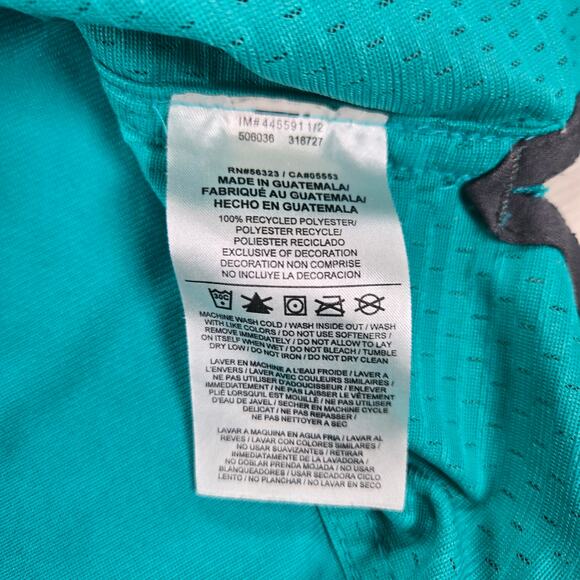 IM# 4455911/2
506036 318727
RN#56323 / CA#05553
MADE IN GUATEMALA/
FABRIQUÉ AU GUATEMALA/
HECHO EN GUATEMALA
100% RECYCLED POLYESTER/
POLYESTER RECYCLE/
POLIESTER RECICLADO
EXCLUSIVE OF DECORATION
DECORATION NON COMPRISE
NO INCLUYE LA DECORACION
30C
MACHINE WASH COLD / WASH INSIDE OUT / WASH
WITH LIKE COLORS / DO NOT USE SOFTENERS /
REMOVE IMMEDIATELY / DO NOT ALLOW TO LAY
ON ITSELF WHEN WET / DO NOT BLEACH / TUMBLE
DRY LOW / DO NOT IRON / DO NOT DRY CLEAN
LAVER EN MACHINE A L'EAU FROIDE / LAVER A
L'ENVERS / LAVER AVEC COULEURS SIMILAIRES /
NE PAS UTILISER D'ADOUCISSEUR / ENLEVER
IMMEDIATEMENT / NE PAS LAISSER LE VÊTEMENT
PLIÉ LORSQU'IL EST MOUILLÉ / NE PAS UTILISER
D'EAU DE JAVEL / SECHER EN MACHINE CYCLE
DELICAT / NE PAS REPASSER /
NE PAS NETTOYER A SEC
LAVAR A MAQUINA EN AGUA FRIA / LAVAR AL
REVES / LAVAR CON COLORES SIMILARES /
NO USAR SUAVIZANTES / RETIRAR
INMEDIATAMENTE DE LA LAVADORA /
NO DOBLAR PRENDA MOJADA / NO USAR
BLANQUEADORES / USAR SECADORA CICLO
LENTO / NO PLANCHAR / NO LAVAR EN SECO